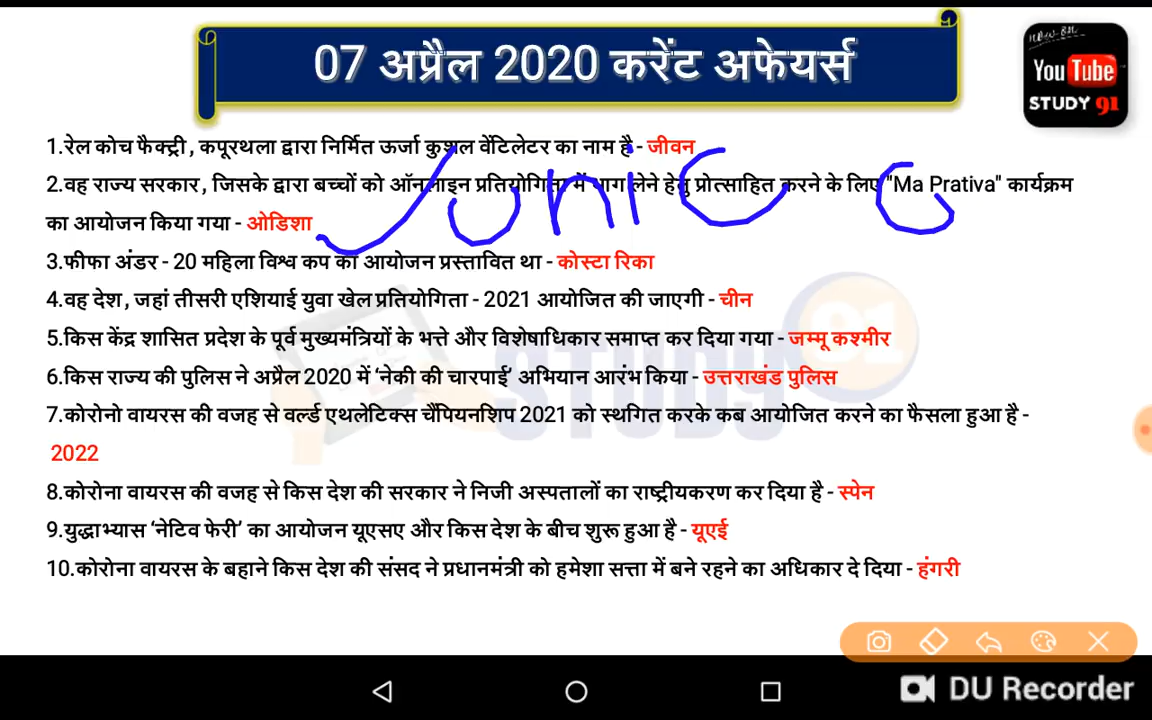 07 अप्रैल 2020 करेंट अफेयर्स
You Tube
STUDY 91
1.रेल कोच फैक्ट्री, कपूरथला द्वारा निर्मित ऊर्जा कुशल वेंटिलेटर का नाम है - जीवन
2.वह राज्य सरकार, जिसके द्वारा बच्चों को ऑनलाइन प्रतियोगिता में भाग लेने हेतु प्रोत्साहित करने के लिए "Ma Prativa" कार्यक्रम
का आयोजन किया गया - ओडिशा
3.फीफा अंडर - 20 महिला विश्व कप का आयोजन प्रस्तावित था - कोस्टा रिका
4.वह देश, जहां तीसरी एशियाई युवा खेल प्रतियोगिता - 2021 आयोजित की जाएगी - चीन
5.किस केंद्र शासित प्रदेश के पूर्व मुख्यमंत्रियों के भत्ते और विशेषाधिकार समाप्त कर दिया गया - जम्मू कश्मीर
6.किस राज्य की पुलिस ने अप्रैल 2020 में ‘नेकी की चारपाई’ अभियान आरंभ किया - उत्तराखंड पुलिस
7.कोरोनो वायरस की वजह से वर्ल्ड एथलेटिक्स चैंपियनशिप 2021 को स्थगित करके कब आयोजित करने का फैसला हुआ है -
2022
8.कोरोना वायरस की वजह से किस देश की सरकार ने निजी अस्पतालों का राष्ट्रीयकरण कर दिया है - स्पेन
9.युद्धाभ्यास ‘नेटिव फेरी’ का आयोजन यूएसए और किस देश के बीच शुरू हुआ है - यूएई
10.कोरोना वायरस के बहाने किस देश की संसद ने प्रधानमंत्री को हमेशा सत्ता में बने रहने का अधिकार दे दिया - हंगरी
STUDY 91
DU Recorder